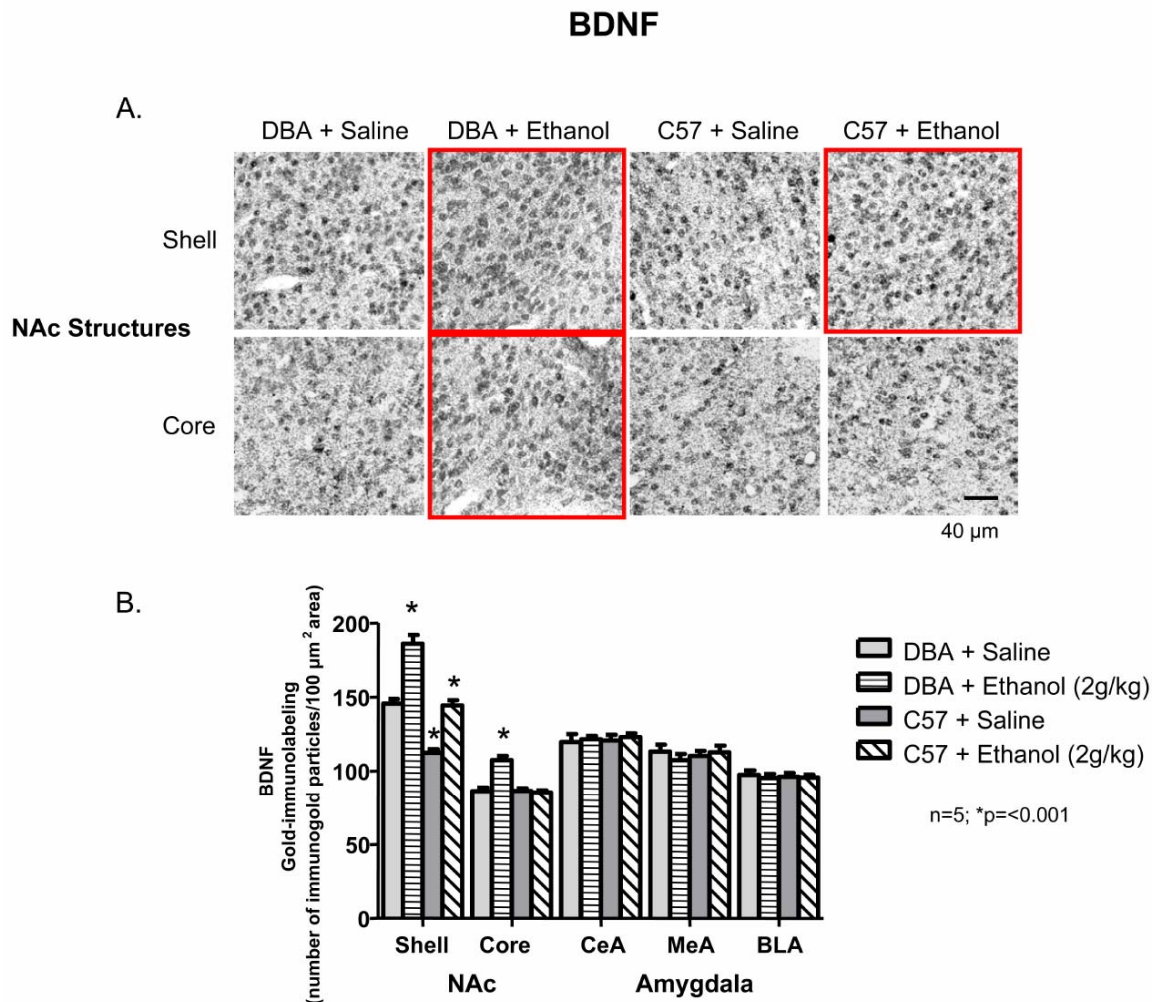 BDNF
A.
DBA + Saline DBA + Ethanol C57 + Saline C57 + Ethanol
Shell
NAc Structures
Core
40 µm
B.
BDNF
Gold-immunolabeling
(number of immunogold particles/100 µm² area)
200
150
100
50
0
* * * *
Shell Core CeA MeA BLA
NAc Amygdala
DBA + Saline
DBA + Ethanol (2g/kg)
C57 + Saline
C57 + Ethanol (2g/kg)
n=5; *p=<0.001